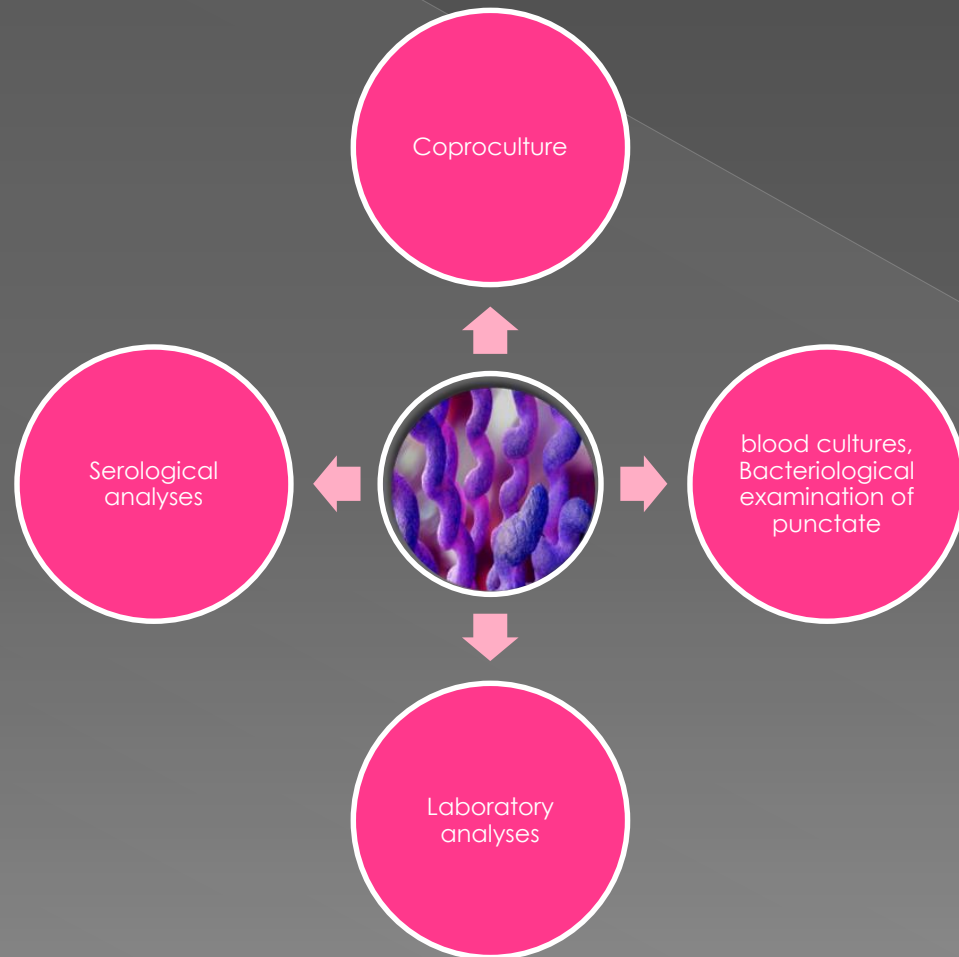 Coproculture
Serological
analyses
blood cultures,
Bacteriological
examination of
punctate
Laboratory
analyses